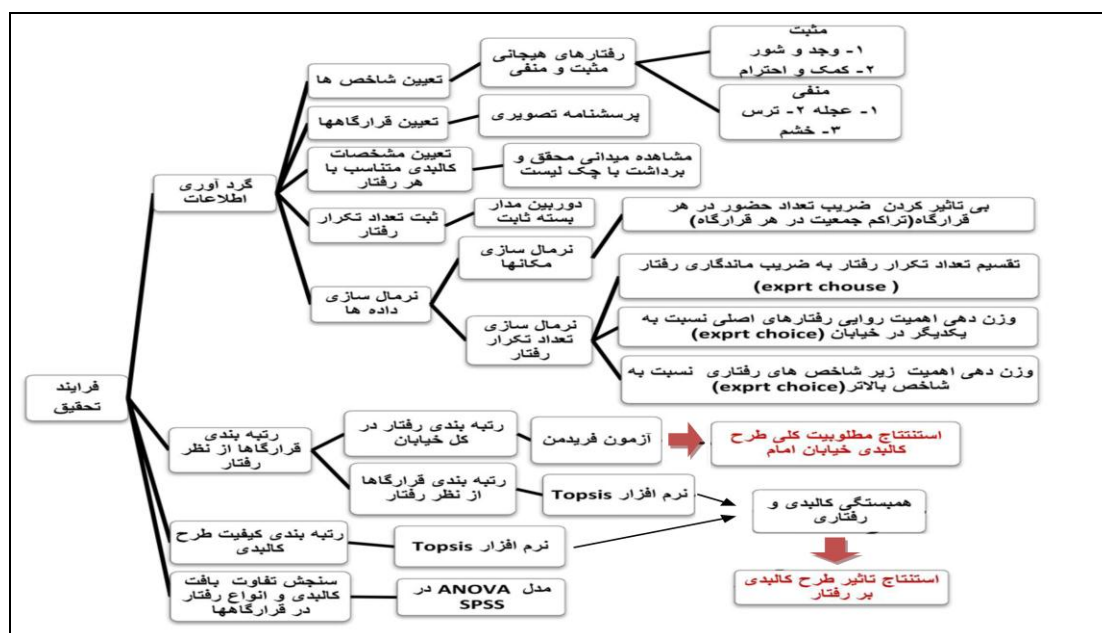 مثبت
۱- وجد و شور
۲- کمک و احترام
رفتارهای هیجانی
مثبت و منفی
تعیین شاخص ها
منفی
۱- عجله ۲- ترس
۳- خشم
پرسشنامه تصویری
تعیین قرارگاهها
مشاهده میدانی محقق و
برداشت با چک لیست
تعیین مشخصات
کالبدی متناسب با
هر رفتار
گرد آوری
اطلاعات
دوربین مدار
بسته ثابت
ثبت تعداد تکرار
رفتار
بی تاثیر کردن ضریب تعداد حضور در هر
قرارگاه(تراکم جمعیت در هر قرارگاه)
نرمال سازی
مکانها
تقسیم تعداد تکرار رفتار به ضریب ماندگاری رفتار
(exprt chouse )
نرمال سازی
داده ها
نرمال سازی
تعداد تکرار
رفتار
وزن دهی اهمیت روایی رفتارهای اصلی نسبت به
یکدیگر در خیابان (exprt choice)
وزن دهی اهمیت زیر شاخص های رفتاری نسبت به
شاخص بالاتر(exprt choice)
فرایند
تحقیق
رتبه بندی
قرارگاها از نظر
رفتار
رتبه بندی رفتار در
کل خیابان
آزمون فریدمن
استنتتاج مطلوبیت کلی طرح
کالبدی خیابان امام
رتبه بندی قرارگاها
از نظر رفتار
نرم افزار Topsis
همبستگی کالبدی و
رفتاری
رتبه بندی کیفیت طرح
کالبدی
نرم افزار Topsis
استنتاج تاثیر طرح کالبدی
بر رفتار
سنجش تفاوت بافت
کالبدی و انواع رفتار
در قرارگاهها
مدل ANOVA در
SPSS